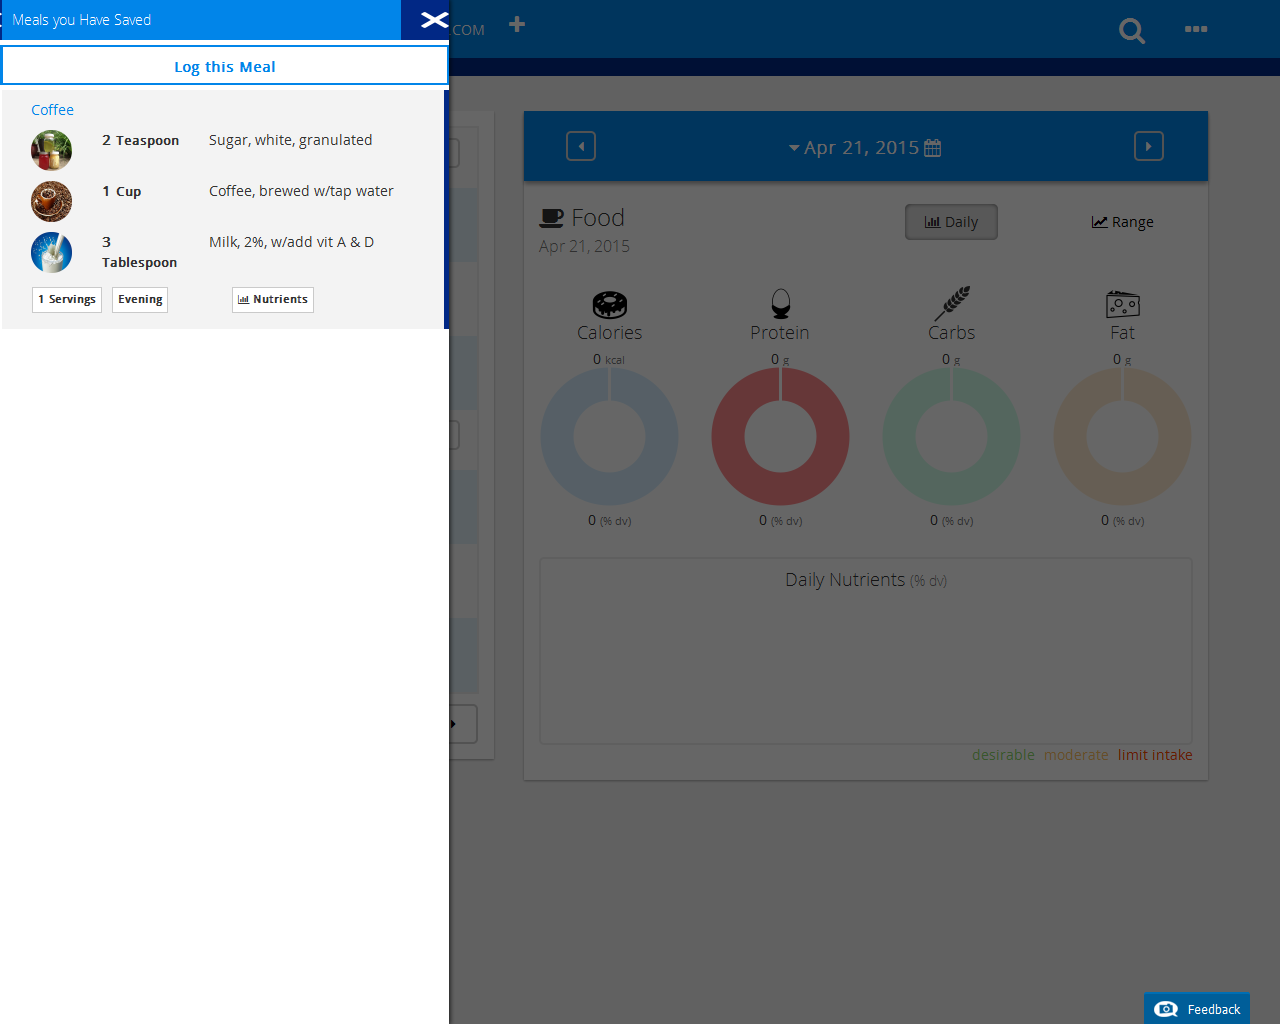 Meals you Have Saved
.COM
Log this Meal
Coffee
2 Teaspoon Sugar, white, granulated
1 Cup Coffee, brewed w/tap water
3 Tablespoon Milk, 2%, w/add vit A & D
1 Servings Evening Nutrients
Apr 21, 2015
Food
Apr 21, 2015
Daily
Range
Calories Protein Carbs Fat
0 kcal 0 g 0 g 0 g
0 (% dv) 0 (% dv) 0 (% dv) 0 (% dv)
Daily Nutrients (% dv)
desirable moderate limit intake
Feedback